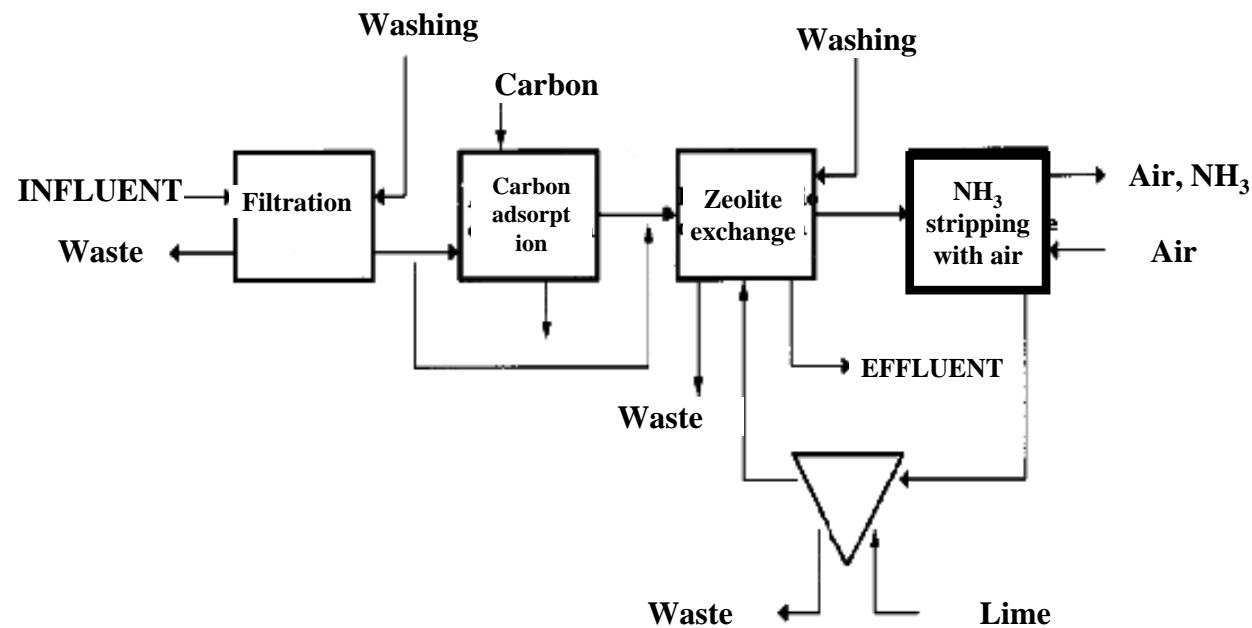 Washing
Washing
Carbon
INFLUENT
Filtration
Carbon
adsorpt
ion
Zeolite
exchange
NH3
stripping
with air
Air, NH3
Waste
Air
e
EFFLUENT
Waste
Waste
Lime